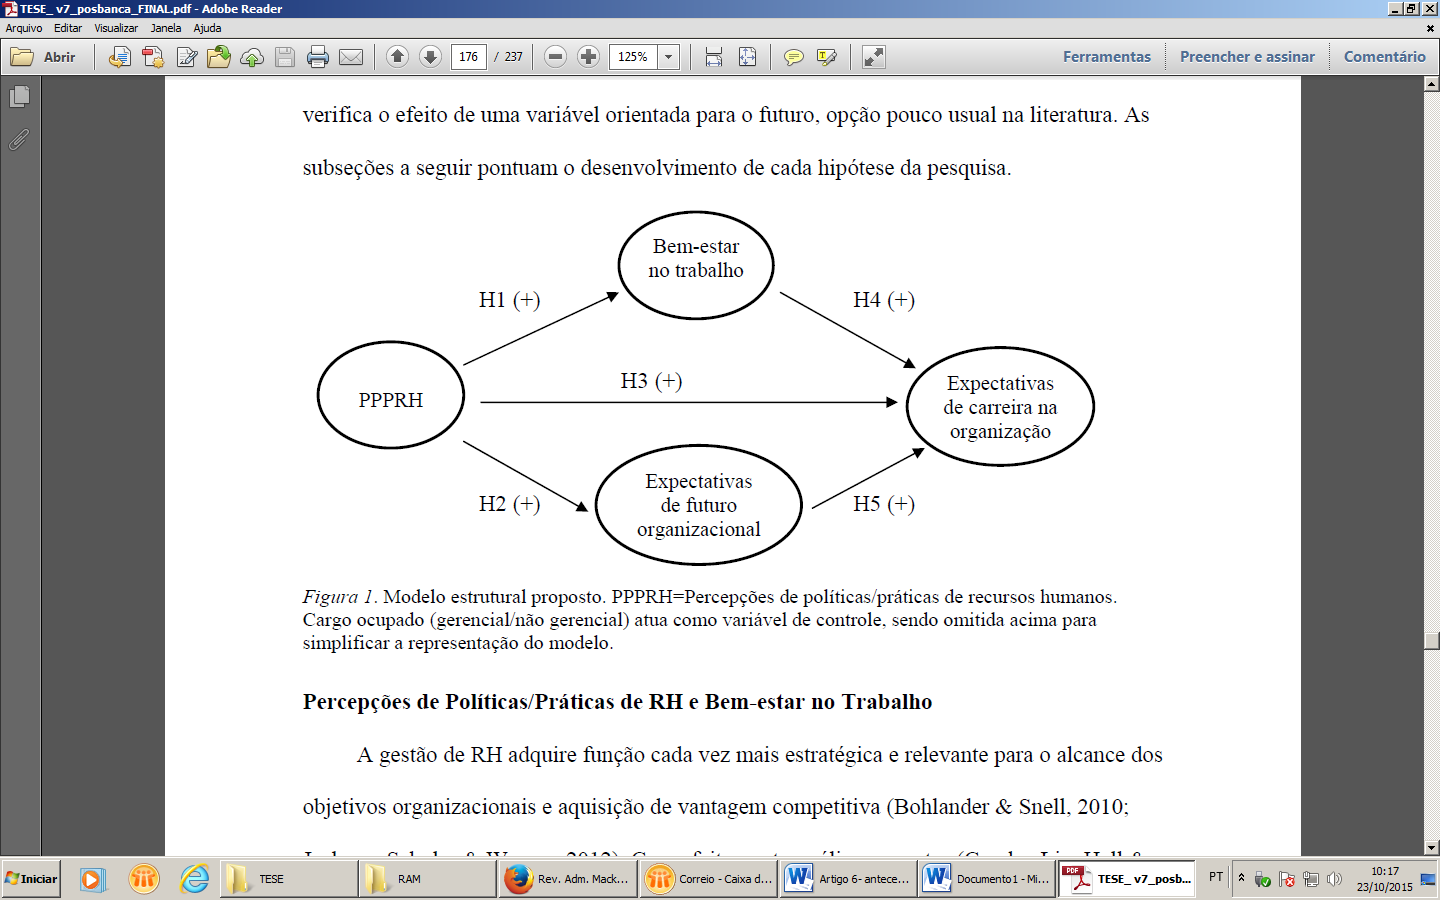 TESE_ v7_posbanca_FINAL.pdf - Adobe Reader
Arquivo Editar Visualizar Janela Ajuda
Abrir 176 / 237 125% Ferramentas Preencher e assinar Comentário
verifica o efeito de uma variável orientada para o futuro, opção pouco usual na literatura. As
subseções a seguir pontuam o desenvolvimento de cada hipótese da pesquisa.
Bem-estar
no trabalho
H1 (+)
H4 (+)
H3 (+)
PPPRH
Expectativas
de carreira na
organização
Expectativas
de futuro
organizacional
H2 (+)
H5 (+)
Figura 1. Modelo estrutural proposto. PPPRH=Percepções de políticas/práticas de recursos humanos.
Cargo ocupado (gerencial/não gerencial) atua como variável de controle, sendo omitida acima para
simplificar a representação do modelo.
Percepções de Políticas/Práticas de RH e Bem-estar no Trabalho
A gestão de RH adquire função cada vez mais estratégica e relevante para o alcance dos
objetivos organizacionais e aquisição de vantagem competitiva (Bohlander & Snell, 2010;
Iniciar TESE RAM Rev. Adm. Mack... Correio - Caixa d... Artigo 6- antece... Documento1 - Mi... TESE_ v7_posb... PT 10:17
23/10/2015